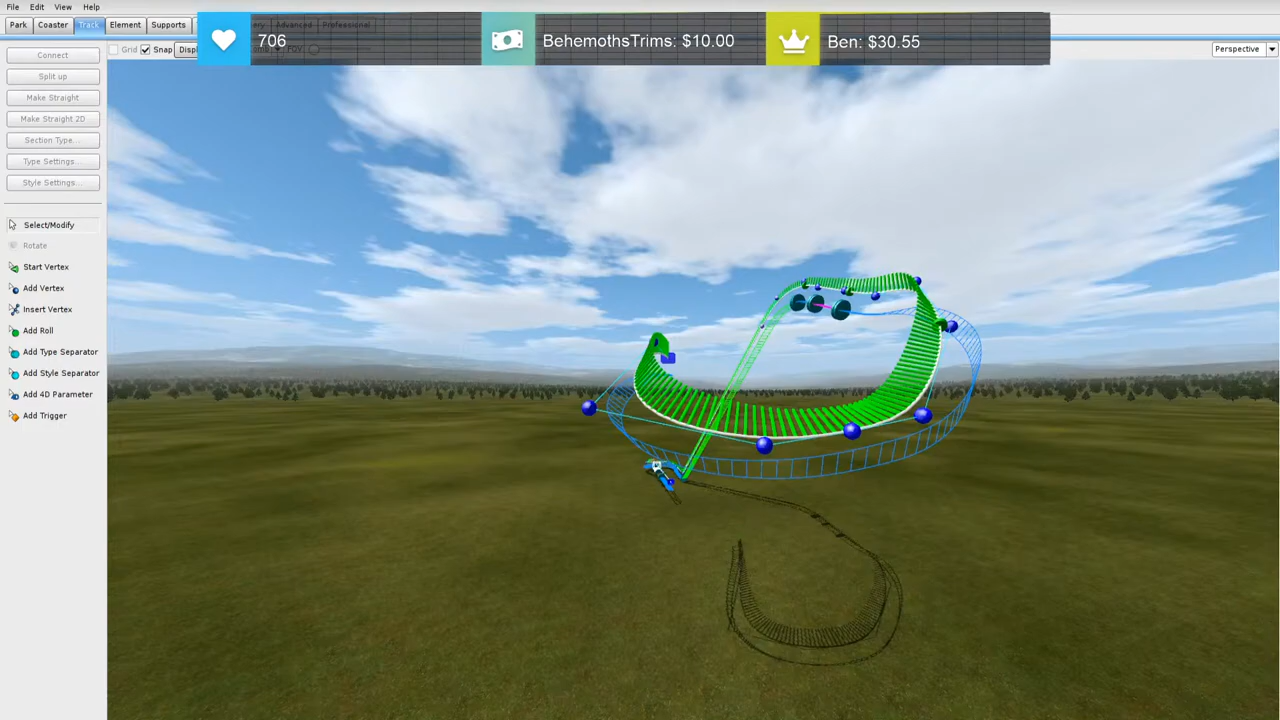 File Edit View Help
Park Coaster Track Element Supports Advanced Professional
706
BehemothsTrims: $10.00
Ben: $30.55
Grid Snap Perspective
Connect
Split up
Make Straight
Make Straight 2D
Section Type...
Type Settings...
Style Settings...
Select/Modify
Rotate
Start Vertex
Add Vertex
Insert Vertex
Add Roll
Add Type Separator
Add Style Separator
Add 4D Parameter
Add Trigger